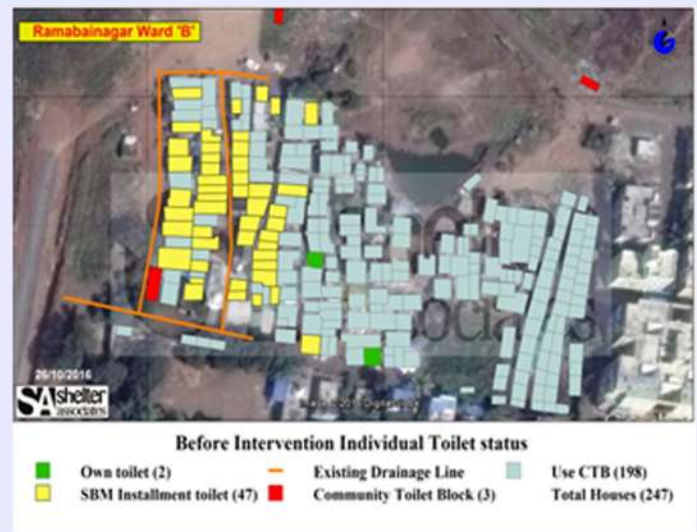 Ramabainagar Ward 'B'
26/10/2016
SA shelter
associates
Before Intervention Individual Toilet status
Own toilet (2)
Existing Drainage Line
Use CTB (198)
SBM Installment toilet (47)
Community Toilet Block (3)
Total Houses (247)